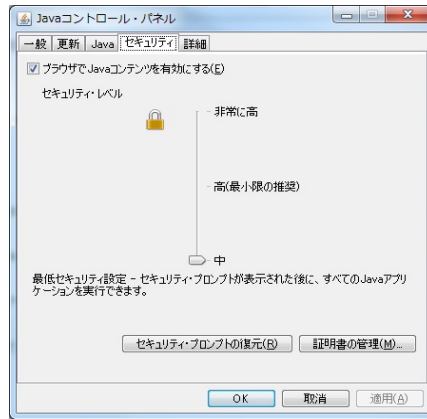 Javaコントロール・パネル
一般 更新 Java セキュリティ 詳細
ブラウザでJavaコンテンツを有効にする(E)
セキュリティ・レベル
非常に高
高(最小限の推奨)
中
最低セキュリティ設定 - セキュリティ・プロンプトが表示された後に、すべてのJavaアプリ
ケーションを実行できます。
セキュリティ・プロンプトの復元(R) 証明書の管理(M)...
OK 取消 適用(A)